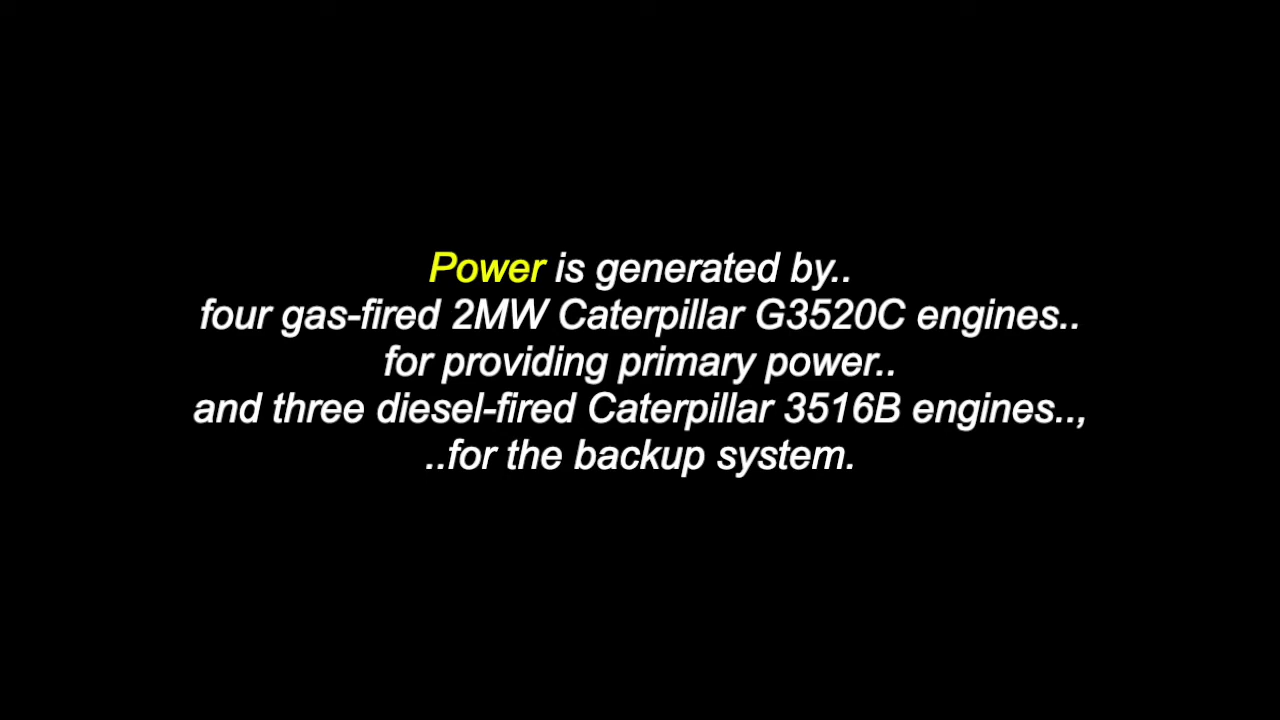 Power is generated by..
four gas-fired 2MW Caterpillar G3520C engines..
for providing primary power..
and three diesel-fired Caterpillar 3516B engines..,
..for the backup system.